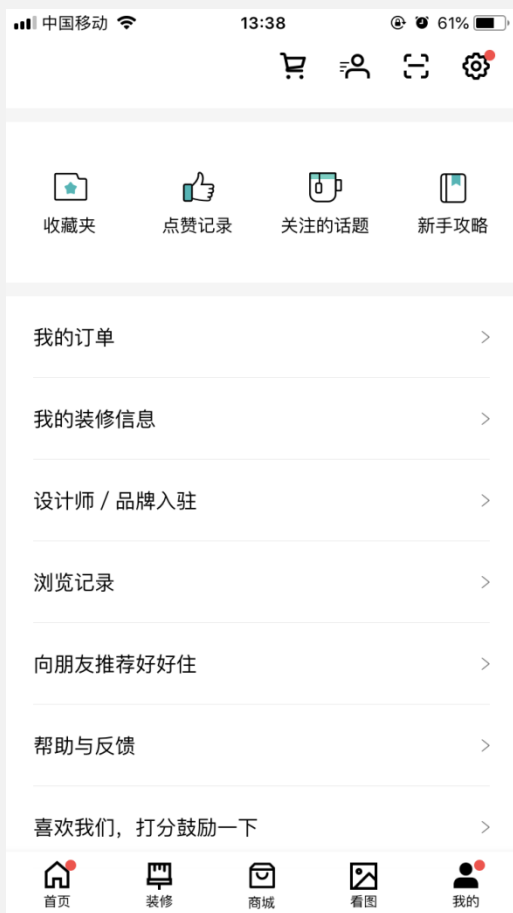 中国移动 13:38 61%
收藏夹 点赞记录 关注的话题 新手攻略
我的订单
我的装修信息
设计师 / 品牌入驻
浏览记录
向朋友推荐好好住
帮助与反馈
喜欢我们，打分鼓励一下
首页 装修 商城 看图 我的